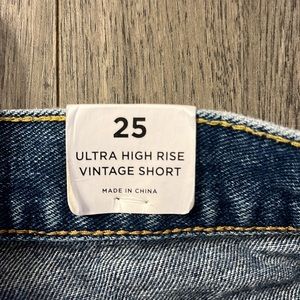 25
ULTRA HIGH RISE
VINTAGE SHORT
MADE IN CHINA